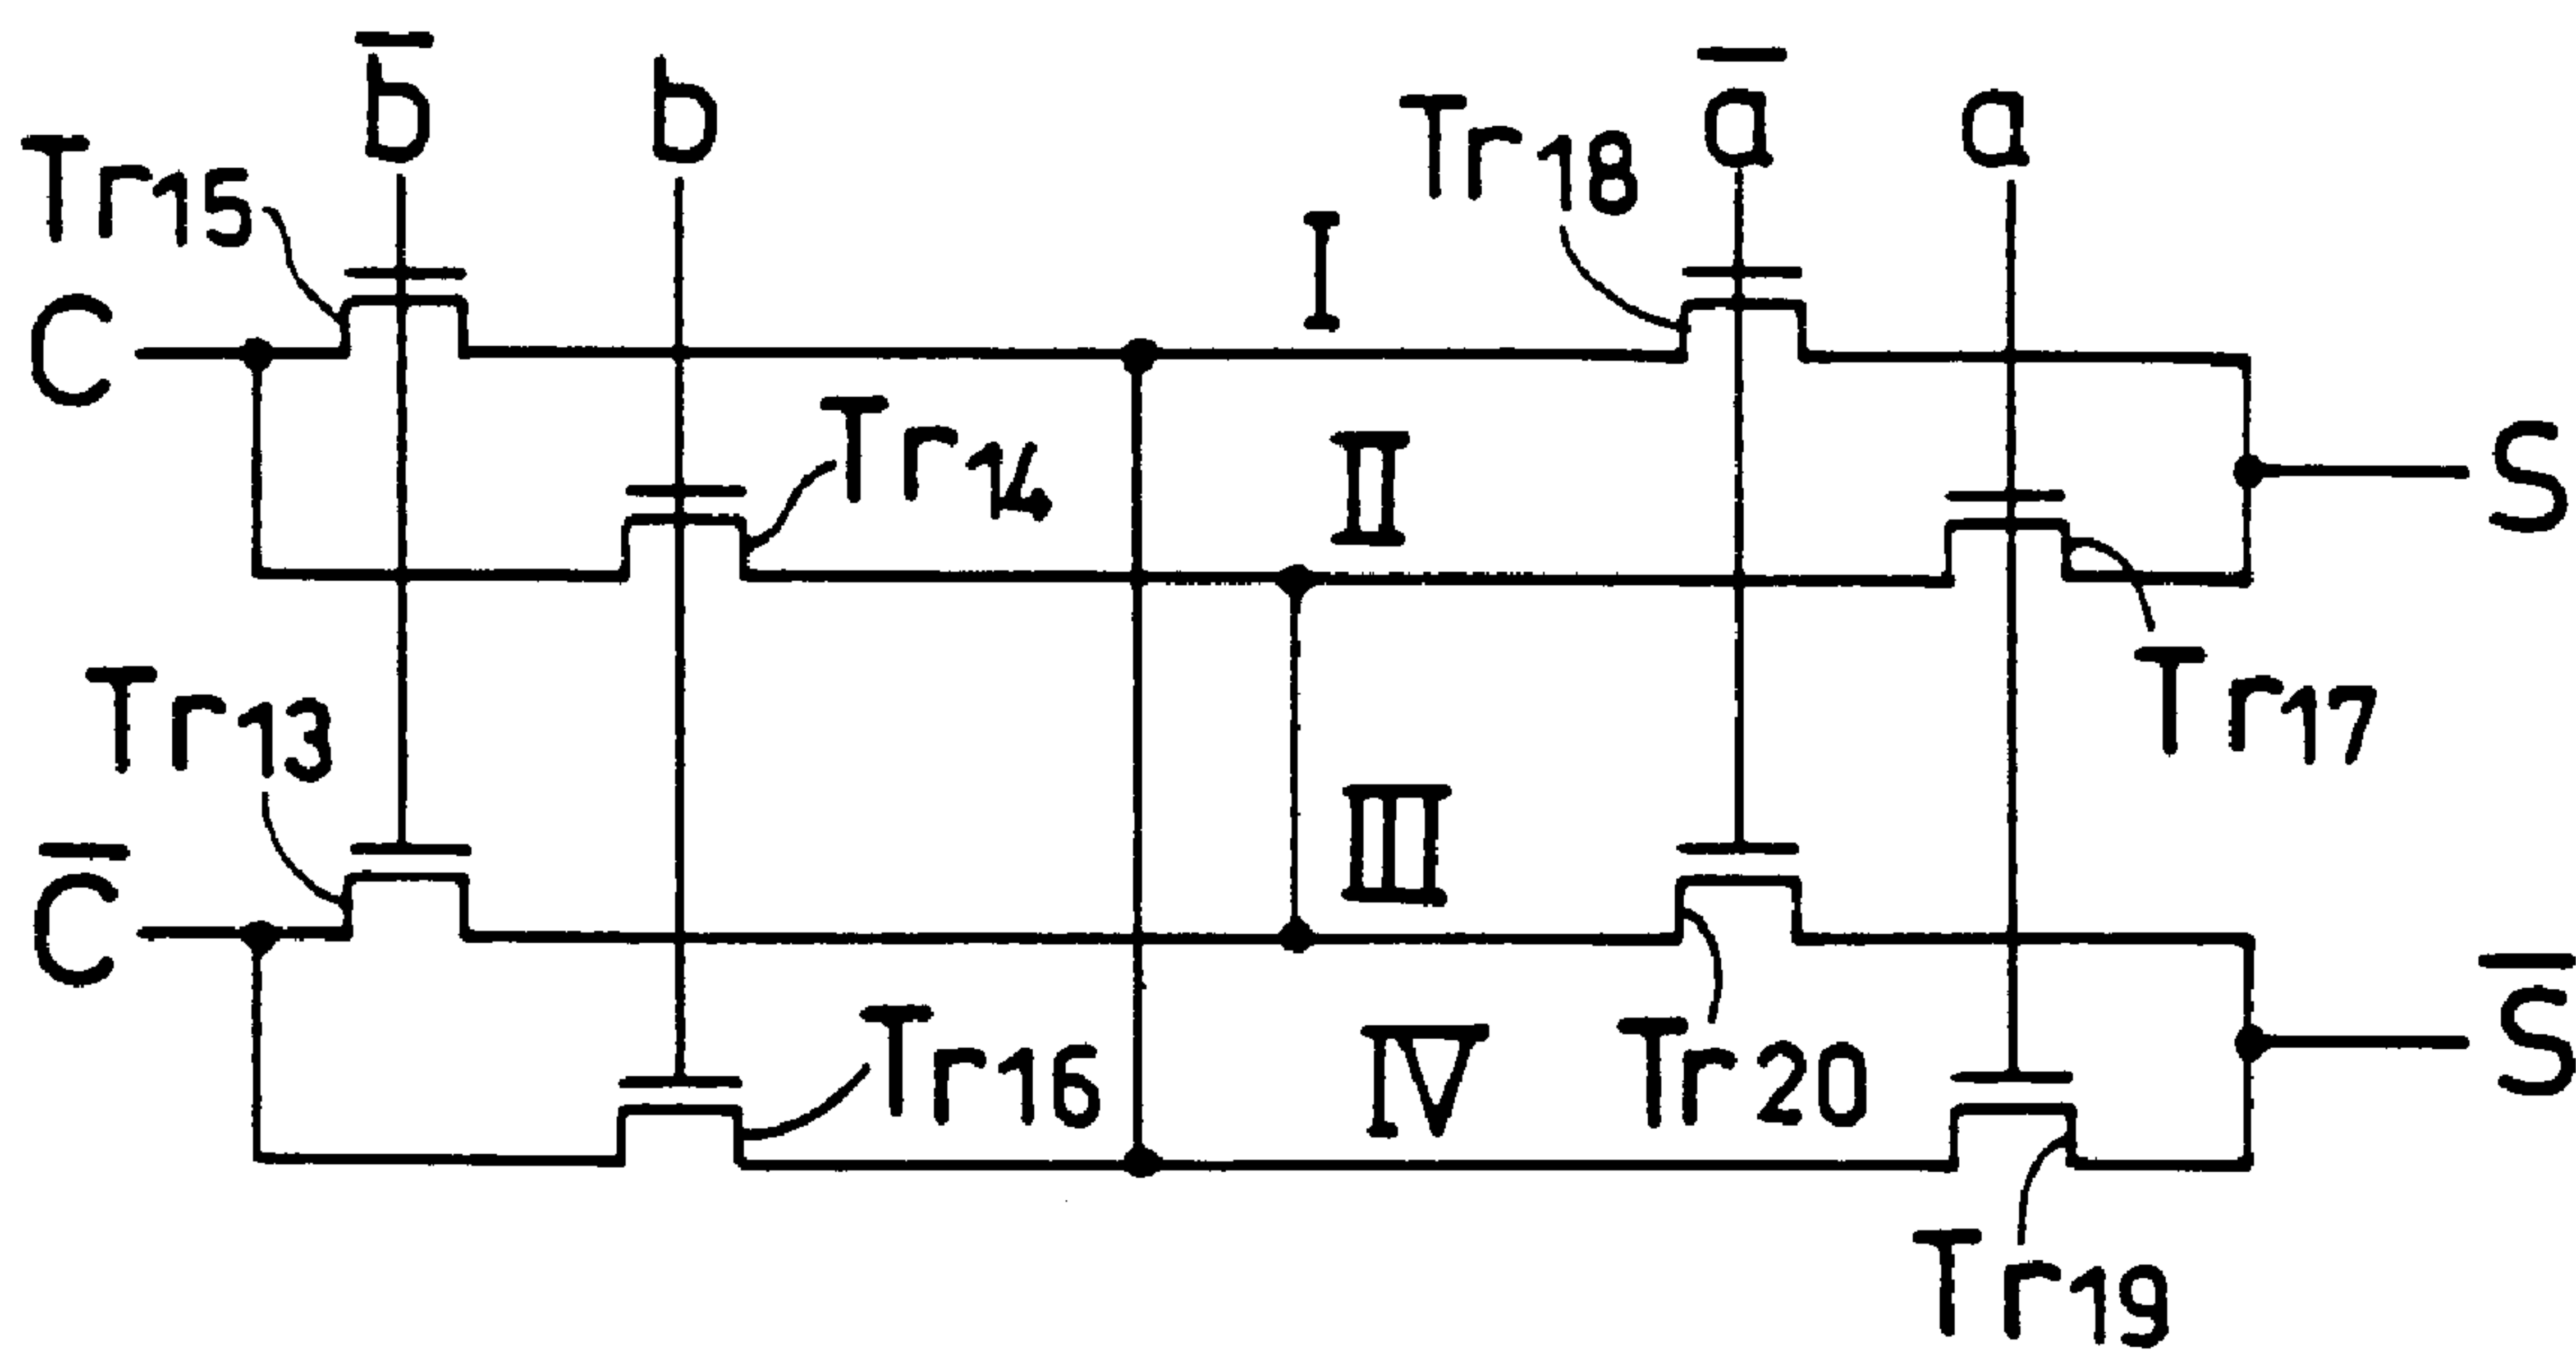 b̅ b a̅ a
Tr15 Tr18
C I
Tr14 II S
Tr13 Tr17
III
C̅ S̅
Tr16 IV Tr20
Tr19